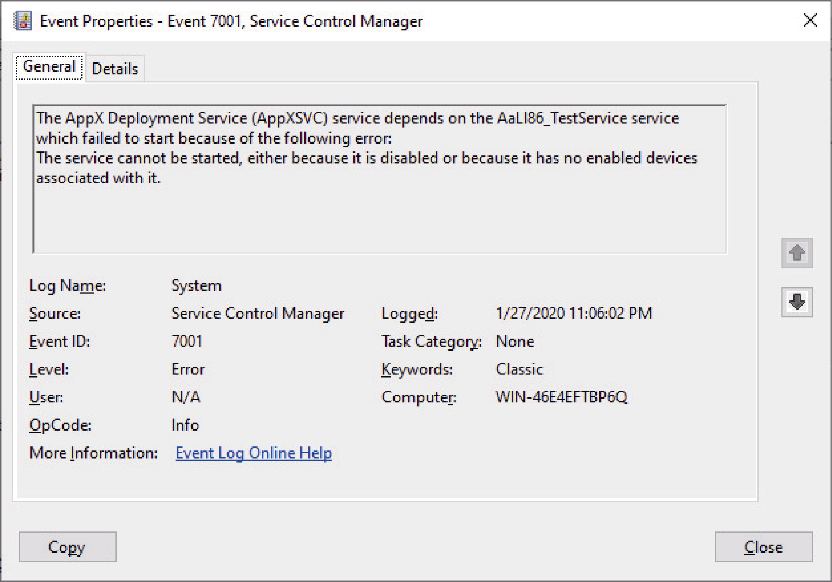 Event Properties - Event 7001, Service Control Manager
General
Details
The AppX Deployment Service (AppXSVC) service depends on the AaLl86_TestService service
which failed to start because of the following error:
The service cannot be started, either because it is disabled or because it has no enabled devices
associated with it.
Log Name: System
Source: Service Control Manager Logged: 1/27/2020 11:06:02 PM
Event ID: 7001 Task Category: None
Level: Error Keywords: Classic
User: N/A Computer: WIN-46E4EFTBP6Q
OpCode: Info
More Information: Event Log Online Help
Copy Close